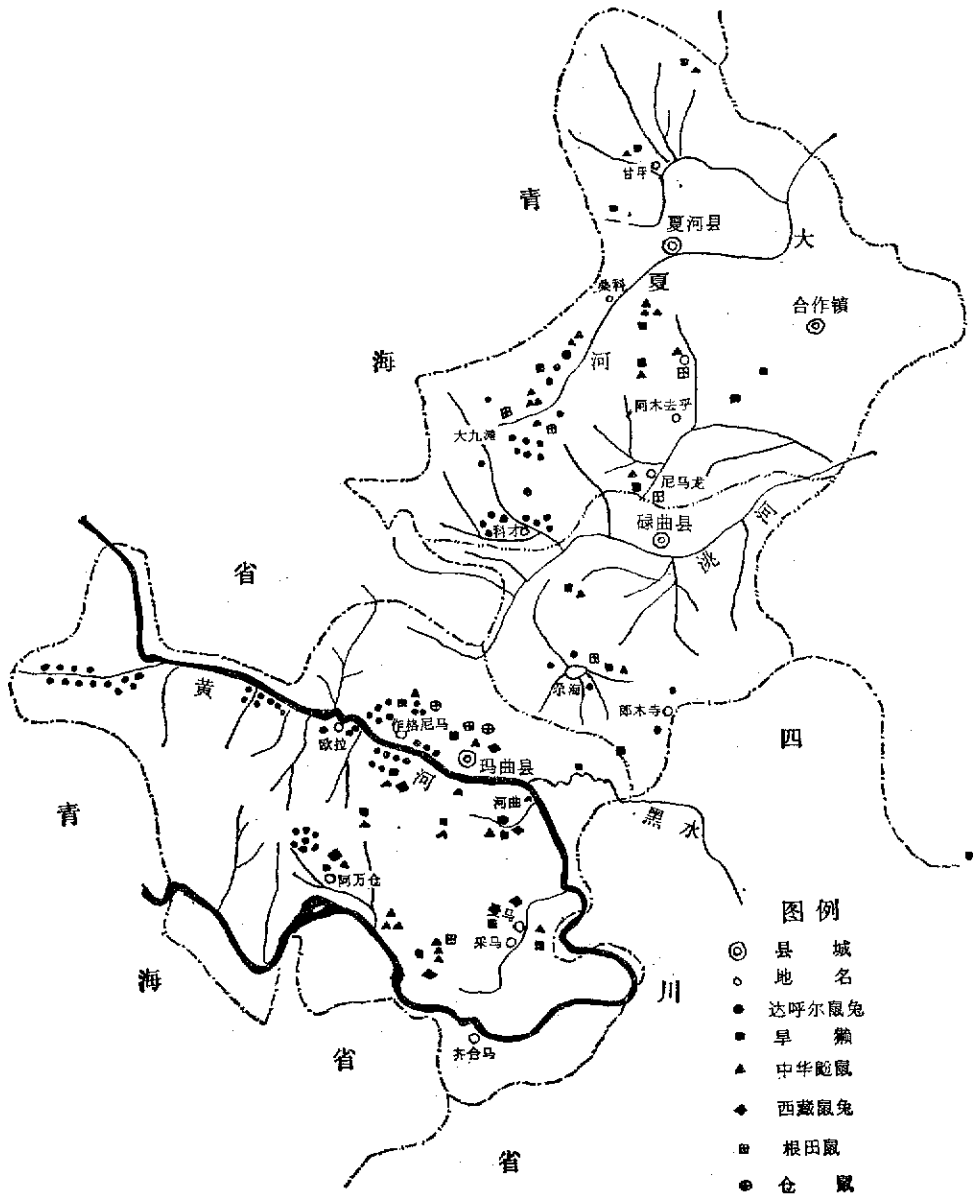 甘平
青
夏河县
大
桑科
夏
合作镇
海
河
阿木去乎
大九滩
尼马龙
碌曲县
河
科才
洮
省
尕海
郎木寺
黄
格尼马
欧拉
四
玛曲县
河
河曲
青
黑水
阿万仓
曼马
采马
海
川
齐合马
省
省
图例
县城
地名
达呼尔鼠兔
旱獭
中华鼢鼠
西藏鼠兔
根田鼠
仓鼠